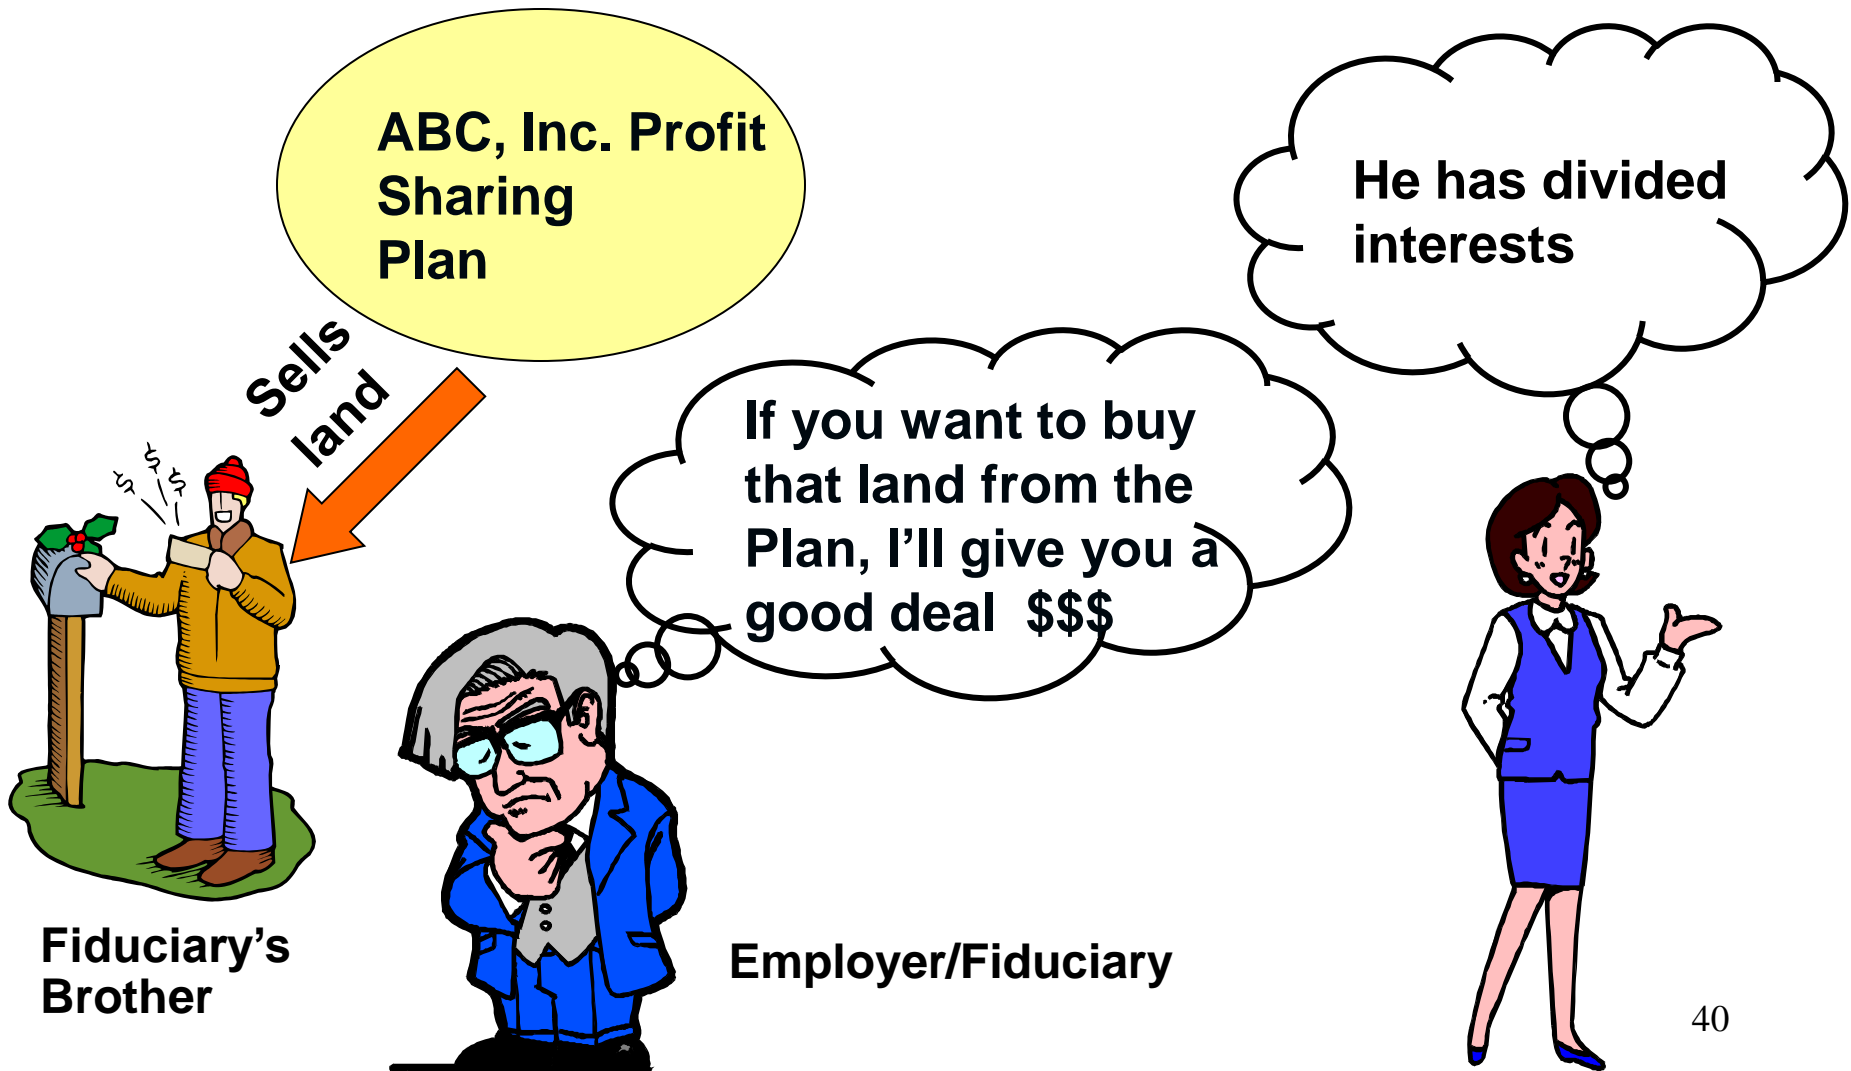 ABC, Inc. Profit
Sharing
Plan
He has divided
interests
Sells
land
If you want to buy
that land from the
Plan, I’ll give you a
good deal  $$$
$
$
$
Fiduciary’s
Brother
Employer/Fiduciary
40